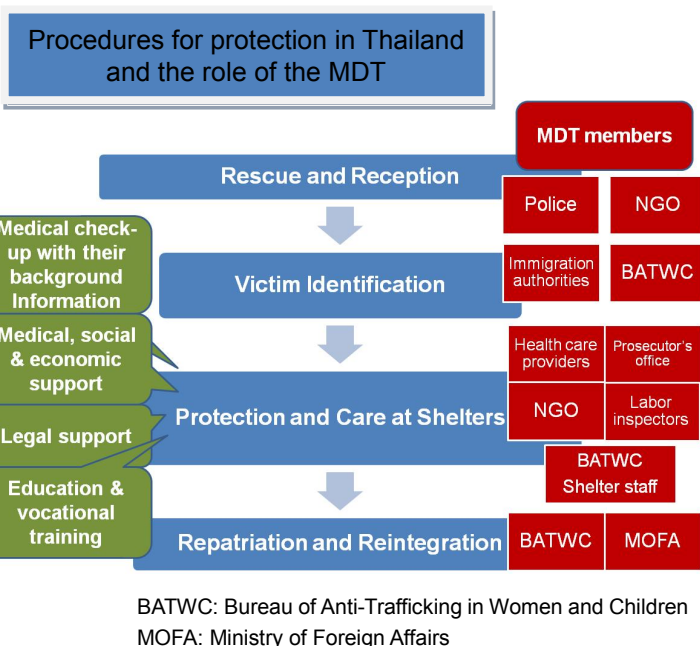 Procedures for protection in Thailand
and the role of the MDT
MDT members
Rescue and Reception
Police
NGO
Medical check-
up with their
background
Information
Victim Identification
Immigration
authorities
BATWC
Medical, social
& economic
support
Health care
providers
Prosecutor's
office
Legal support
Protection and Care at Shelters
NGO
Labor
inspectors
BATWC
Shelter staff
Education &
vocational
training
Repatriation and Reintegration
BATWC
MOFA
BATWC: Bureau of Anti-Trafficking in Women and Children
MOFA: Ministry of Foreign Affairs